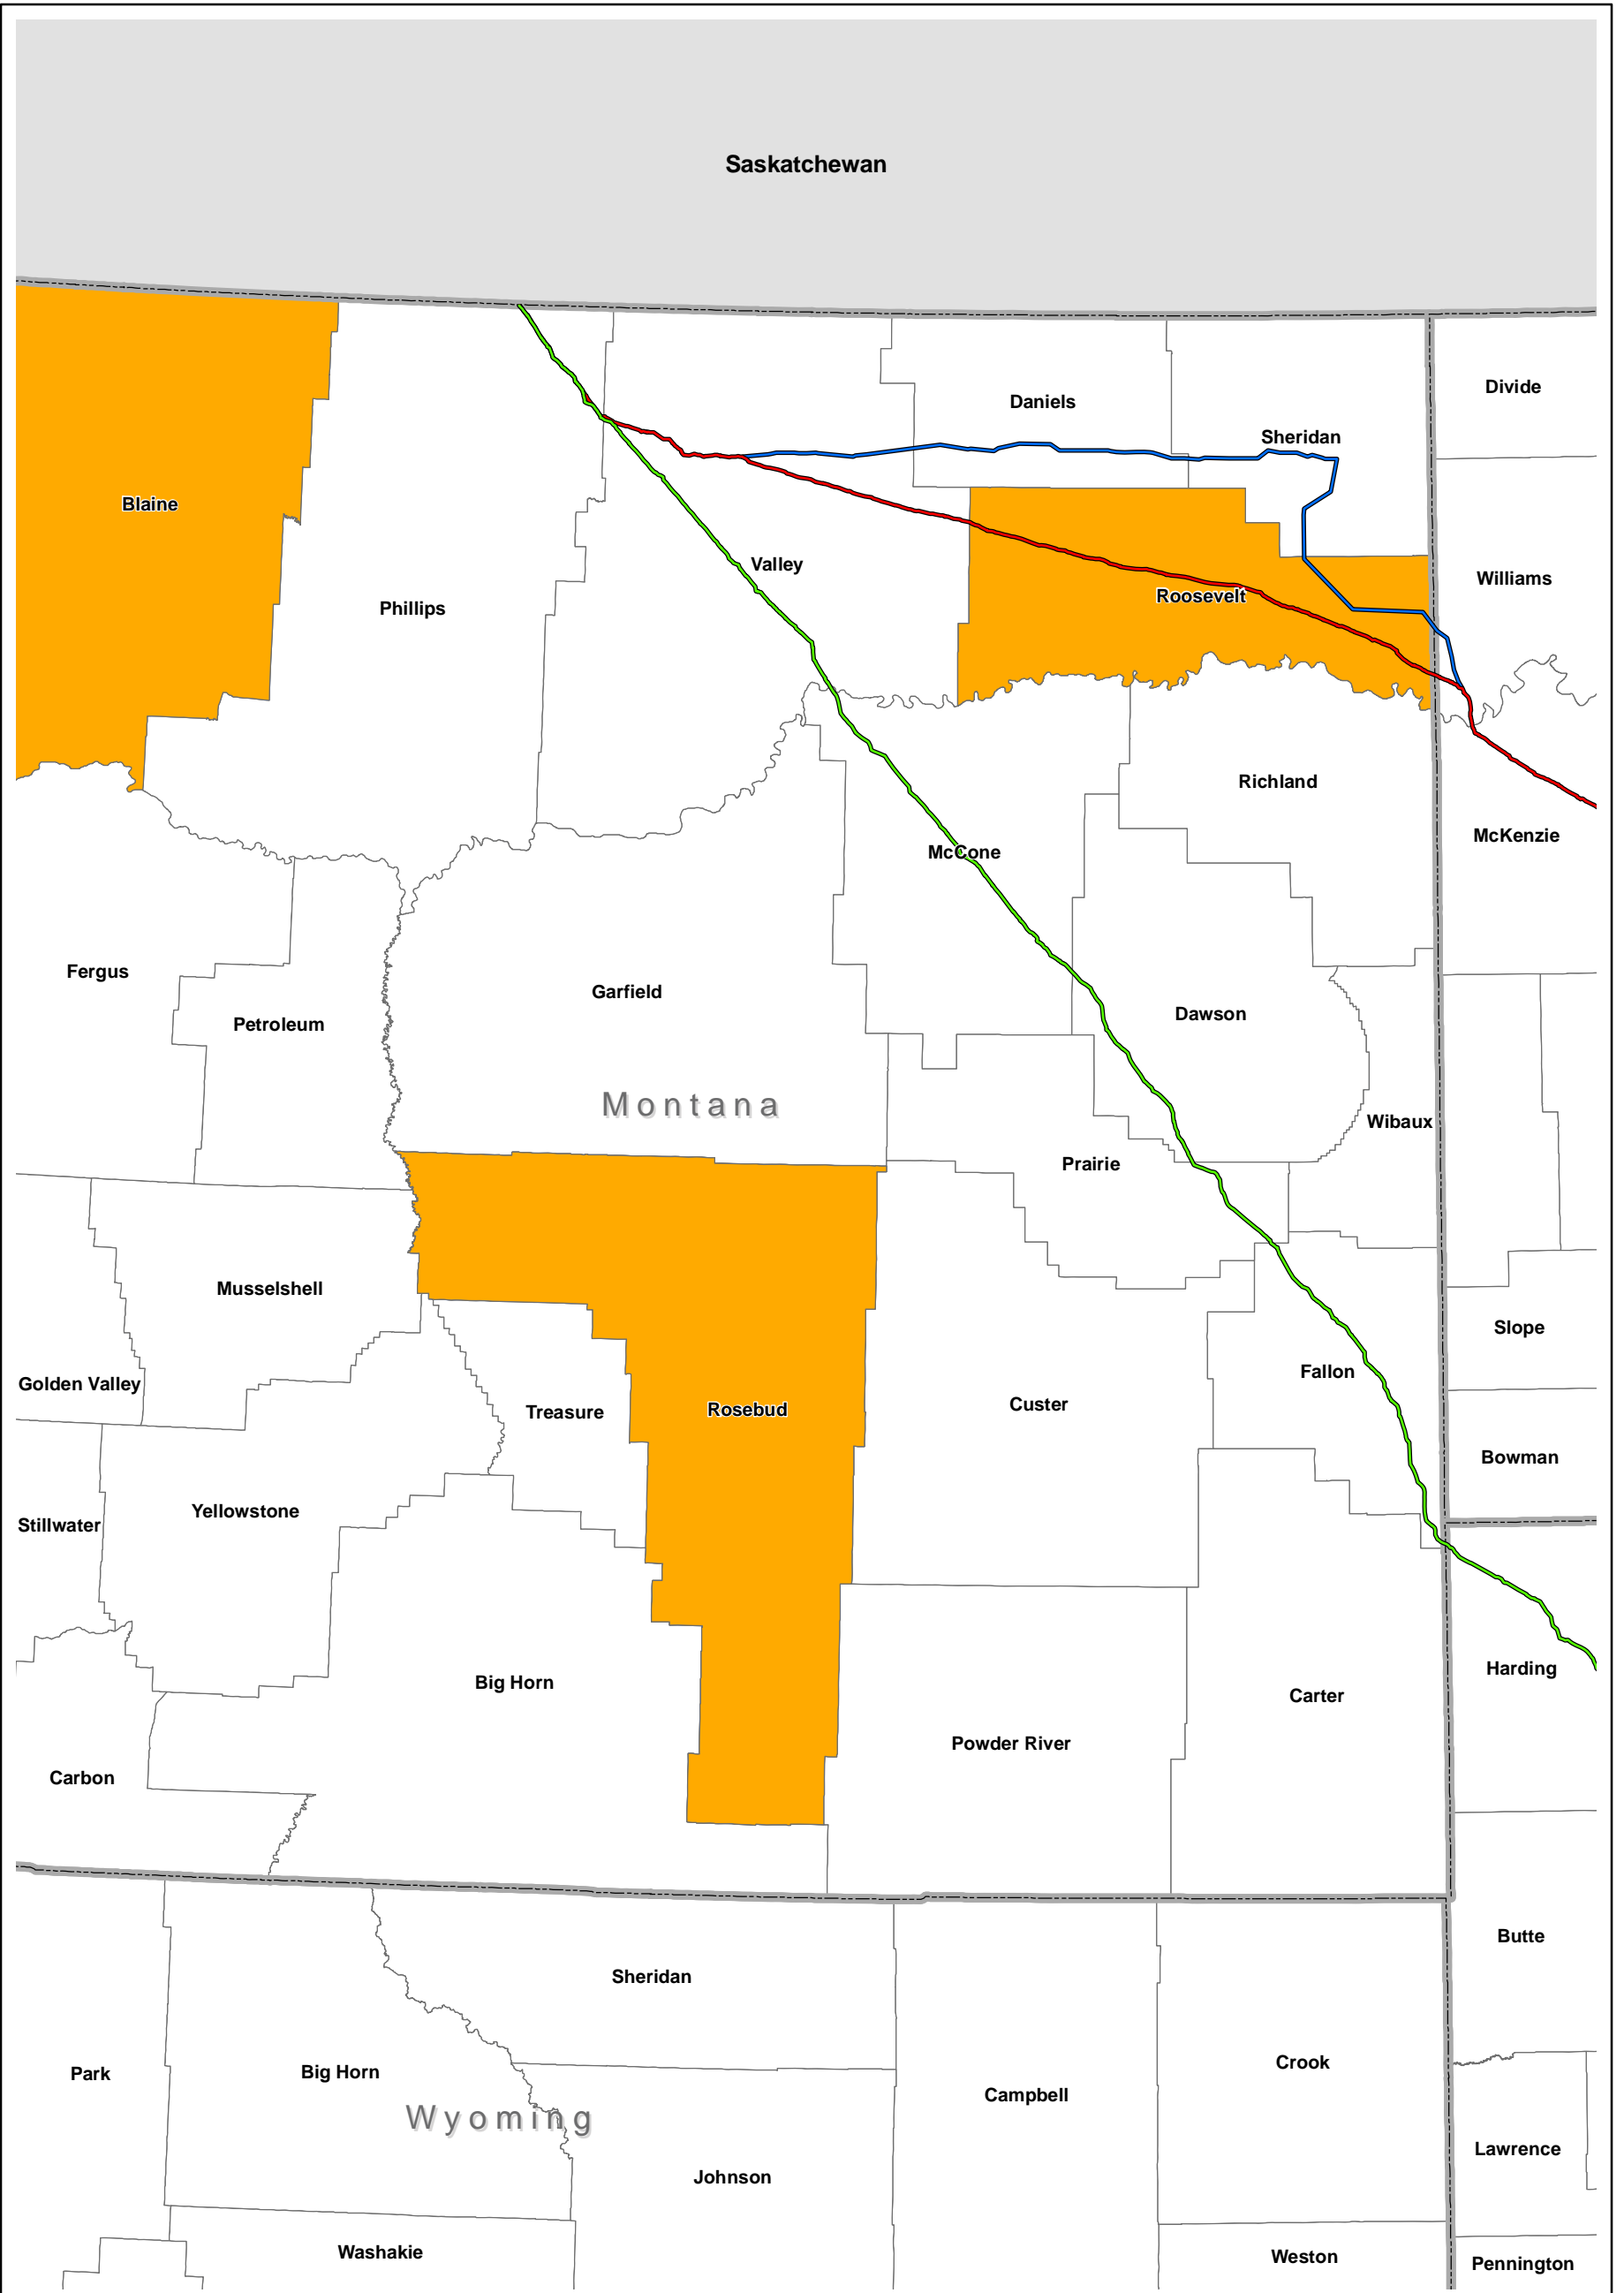 Saskatchewan
Divide
Daniels
Sheridan
Blaine
Valley
Williams
Roosevelt
Phillips
Richland
McKenzie
McCone
Fergus
Garfield
Dawson
Petroleum
Montana
Wibaux
Prairie
Musselshell
Slope
Fallon
Golden Valley
Custer
Rosebud
Treasure
Bowman
Yellowstone
Stillwater
Harding
Big Horn
Carter
Powder River
Carbon
Butte
Sheridan
Crook
Big Horn
Park
Campbell
Wyoming
Lawrence
Johnson
Washakie
Weston
Pennington